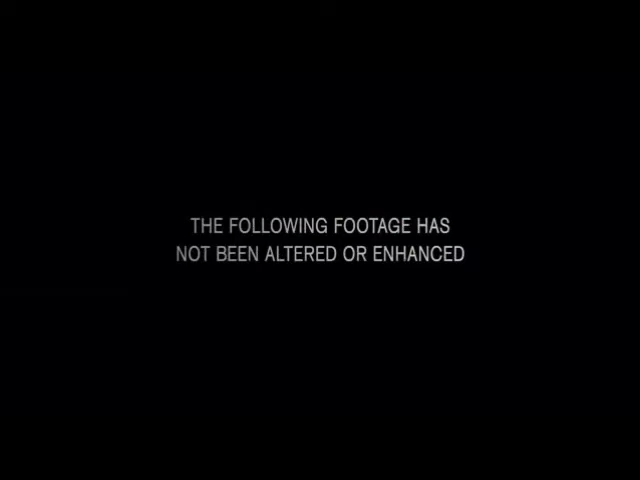 THE FOLLOWING FOOTAGE HAS
NOT BEEN ALTERED OR ENHANCED